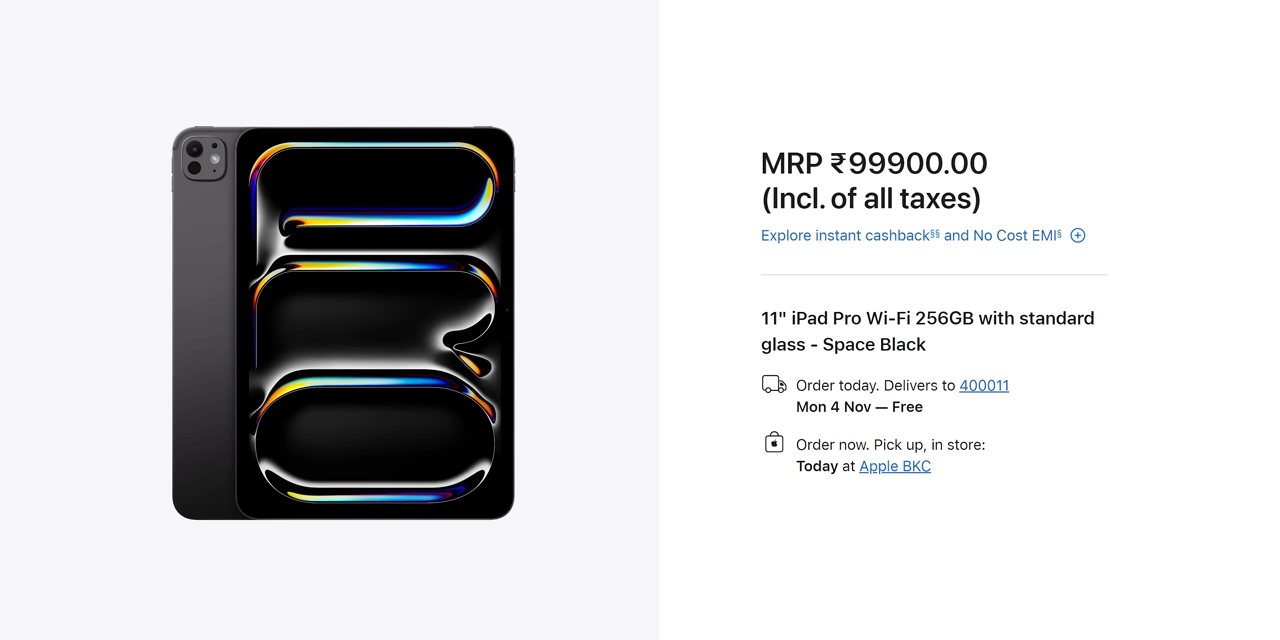 MRP ₹99900.00
(Incl. of all taxes)
Explore instant cashback§§ and No Cost EMI§
11" iPad Pro Wi-Fi 256GB with standard
glass - Space Black
Order today. Delivers to 400011
Mon 4 Nov — Free
Order now. Pick up, in store:
Today at Apple BKC